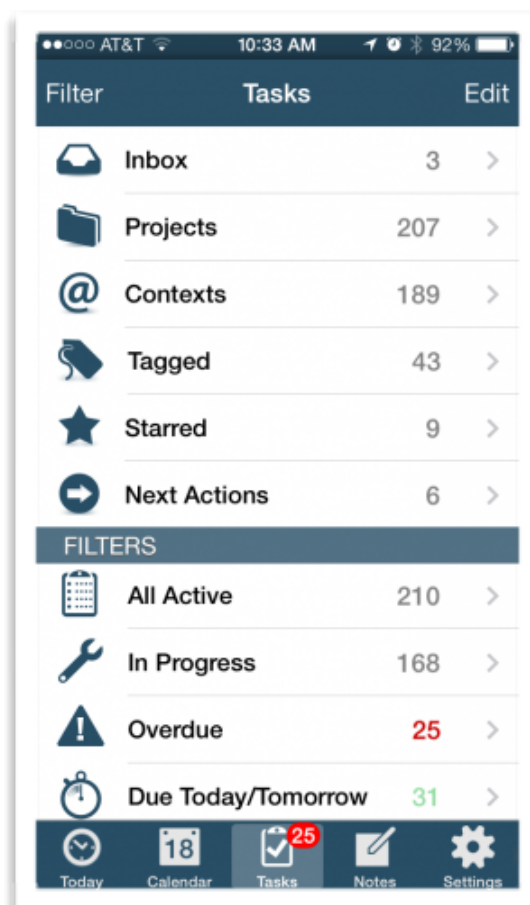 AT&T 10:33 AM 92%
Filter Tasks Edit
Inbox 3
Projects 207
@ Contexts 189
Tagged 43
Starred 9
Next Actions 6
FILTERS
All Active 210
In Progress 168
Overdue 25
Due Today/Tomorrow 31
18 25
Today Calendar Tasks Notes Settings